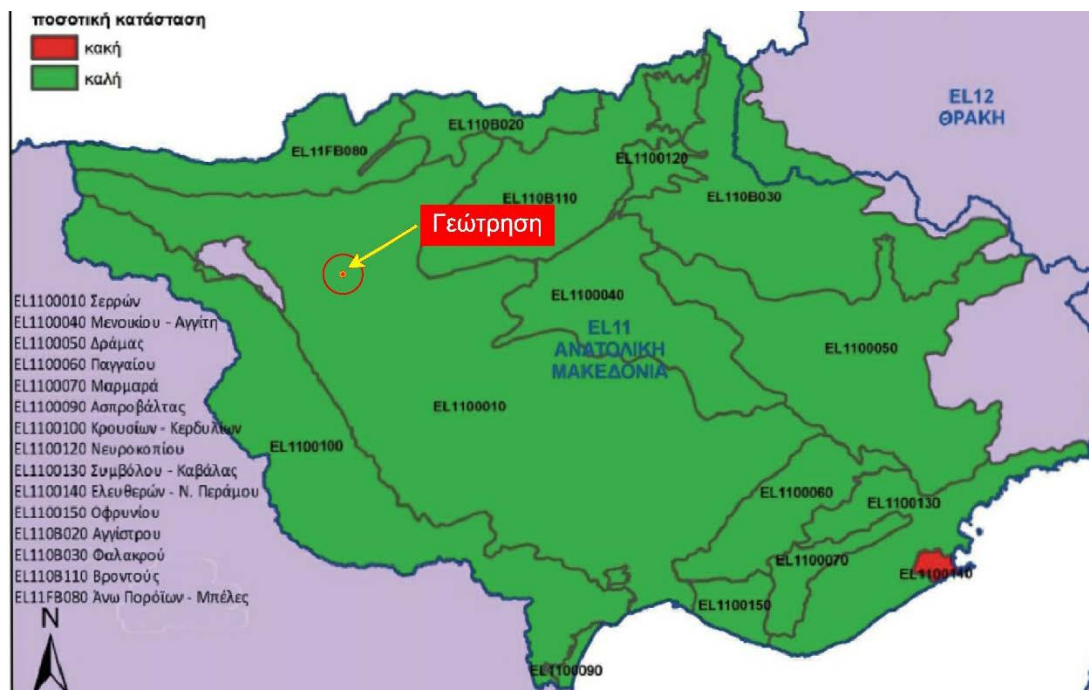 ποσοτική κατάσταση
κακή
καλή
EL12
ΘΡΑΚΗ
EL110B020
EL11FB080
EL1100120
EL110B110
EL110B030
Γεώτρηση
EL1100010 Σερρών
EL1100040 Μενοικίου - Αγγίτη
EL1100050 Δράμας
EL1100060 Παγγαίου
EL1100070 Μαρμαρά
EL1100090 Ασπροβάλτας
EL1100100 Κρουσίων - Κερδυλίων
EL1100120 Νευροκοπίου
EL1100130 Συμβόλου - Καβάλας
EL1100140 Ελευθερών - Ν. Περάμου
EL1100150 Οφρυνίου
EL110B020 Αγγίστρου
EL110B030 Φαλακρού
EL110B110 Βροντούς
EL11FB080 Άνω Ποροΐων - Μπέλες
EL1100040
EL11
ΑΝΑΤΟΛΙΚΗ
ΜΑΚΕΔΟΝΙΑ
EL1100050
EL1100010
EL1100100
EL1100060
EL1100130
EL1100070
EL1100140
EL1100150
EL1100090
N